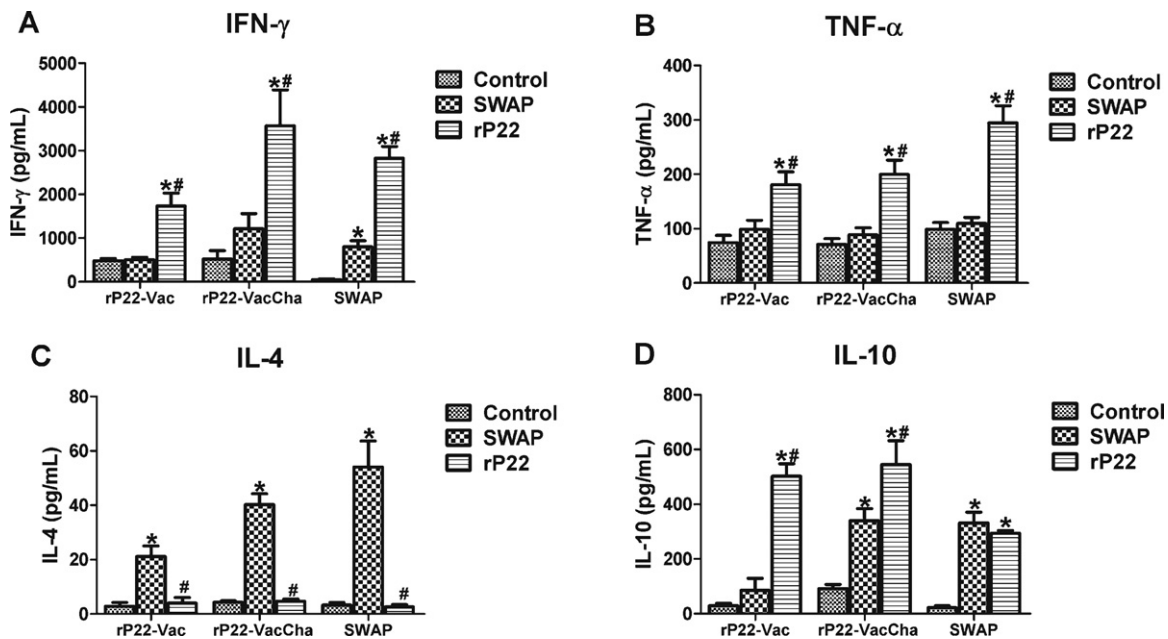 A
IFN-γ
IFN-γ (pg/mL)
5000
4000
3000
2000
1000
0
*#
*#
*
*#
rP22-Vac
rP22-VacCha
SWAP
Control
SWAP
rP22
B
TNF-α
TNF-α (pg/mL)
400
300
200
100
0
*#
*#
*#
rP22-Vac
rP22-VacCha
SWAP
Control
SWAP
rP22
C
IL-4
IL-4 (pg/mL)
80
60
40
20
0
*
#
*
#
*
#
rP22-Vac
rP22-VacCha
SWAP
Control
SWAP
rP22
D
IL-10
IL-10 (pg/mL)
800
600
400
200
0
*#
*
*#
*
*
rP22-Vac
rP22-VacCha
SWAP
Control
SWAP
rP22